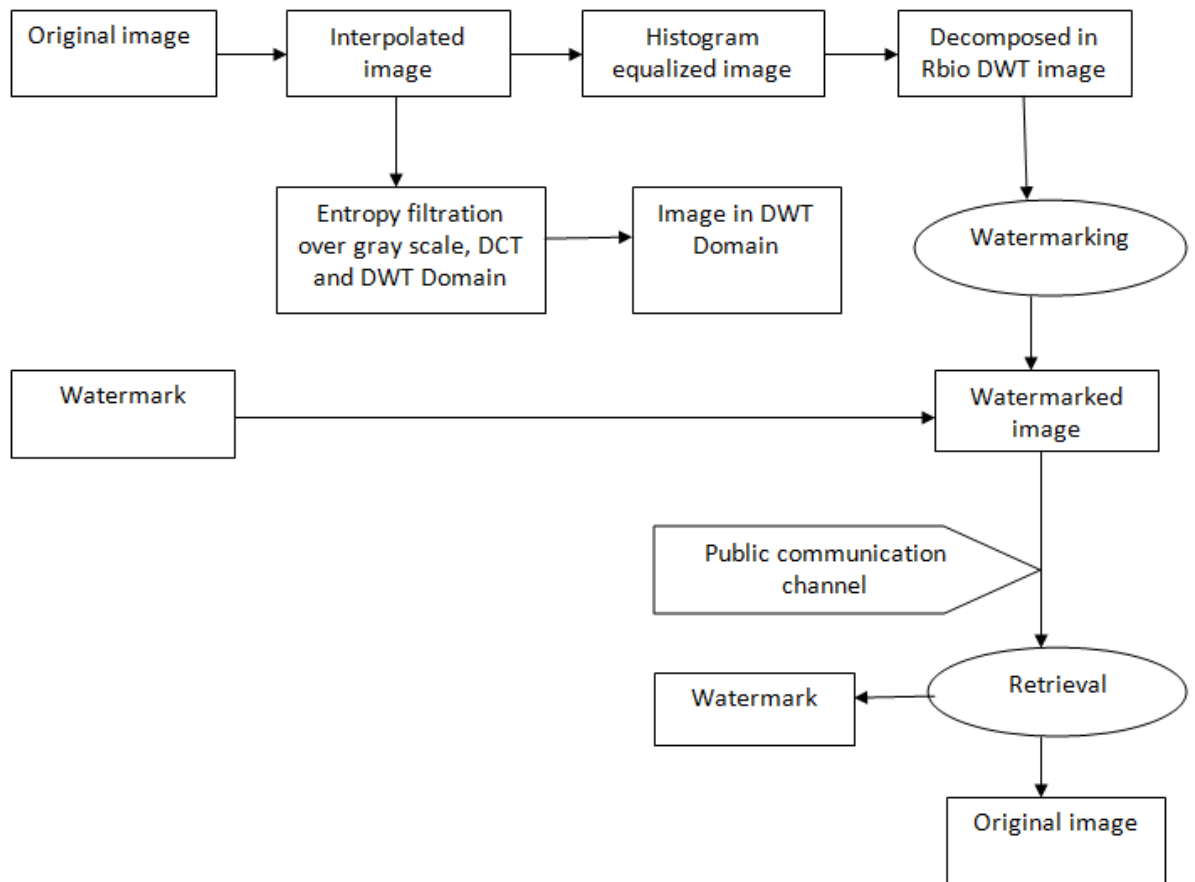 Original image
Interpolated
image
Histogram
equalized image
Decomposed in
Rbio DWT image
Entropy filtration
over gray scale, DCT
and DWT Domain
Image in DWT
Domain
Watermarking
Watermark
Watermarked
image
Public communication
channel
Retrieval
Watermark
Original image